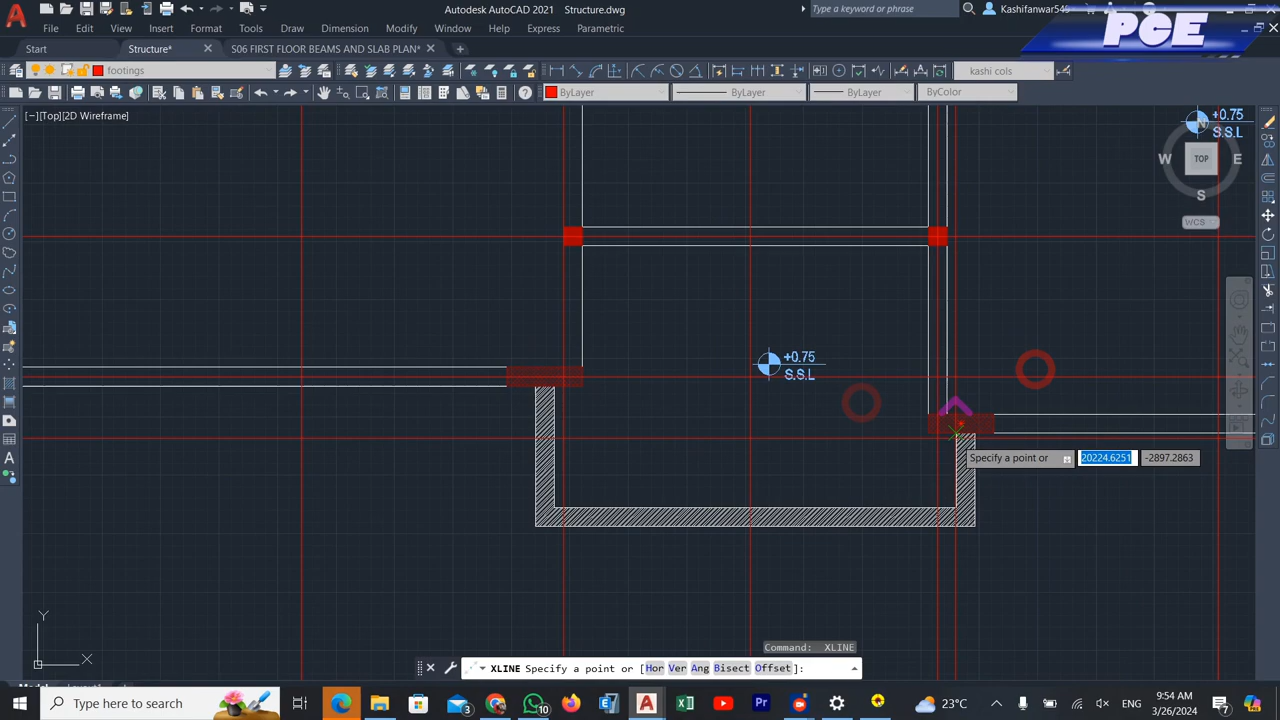 Autodesk AutoCAD 2021 Structure.dwg
Type a keyword or phrase
Kashifanwar545
PCE
File Edit View Insert Format Tools Draw Dimension Modify Window Help Express Parametric
Start Structure* S06 FIRST FLOOR BEAMS AND SLAB PLAN*
footings
kashi cols
ByLayer ByLayer ByLayer ByColor
[−][Top][2D Wireframe]
+0.75
S.S.L
N
W TOP E
S
WCS
+0.75
S.S.L
Specify a point or 20224.6251 -2897.2863
Y
X
Command: XLINE
XLINE Specify a point or [Hor Ver Ang Bisect Offset]:
Type here to search
3
10
23°C
ENG
9:54 AM
3/26/2024
7